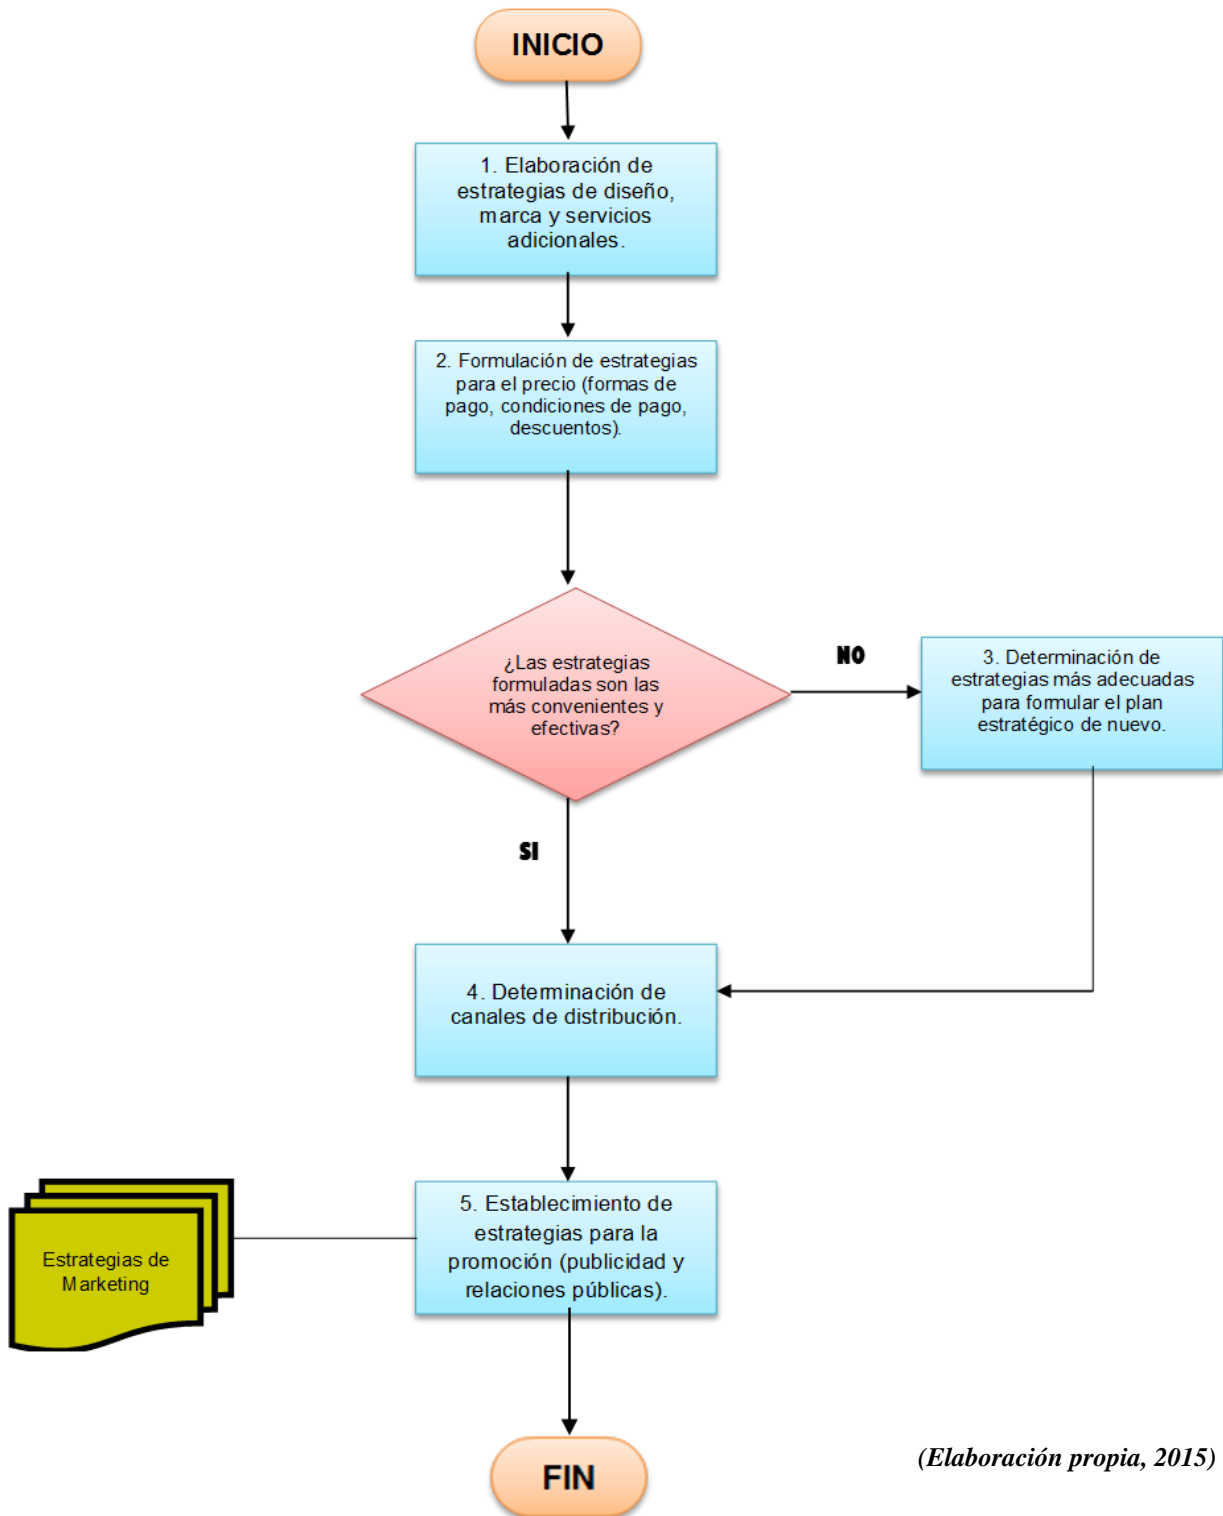 INICIO
1. Elaboración de
estrategias de diseño,
marca y servicios
adicionales.
2. Formulación de estrategias
para el precio (formas de
pago, condiciones de pago,
descuentos).
¿Las estrategias
formuladas son las
más convenientes y
efectivas?
NO
3. Determinación de
estrategias más adecuadas
para formular el plan
estratégico de nuevo.
SI
4. Determinación de
canales de distribución.
5. Establecimiento de
estrategias para la
promoción (publicidad y
relaciones públicas).
Estrategias de
Marketing
FIN
(Elaboración propia, 2015)